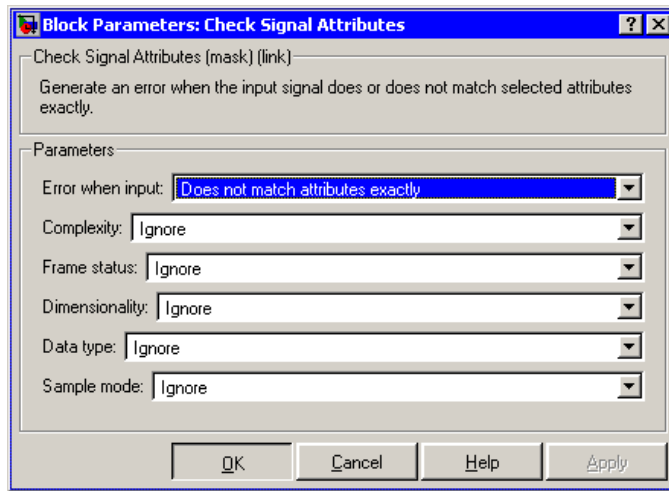 Block Parameters: Check Signal Attributes
Check Signal Attributes (mask) (link)
Generate an error when the input signal does or does not match selected attributes
exactly.
Parameters
Error when input: Does not match attributes exactly
Complexity: Ignore
Frame status: Ignore
Dimensionality: Ignore
Data type: Ignore
Sample mode: Ignore
OK Cancel Help Apply